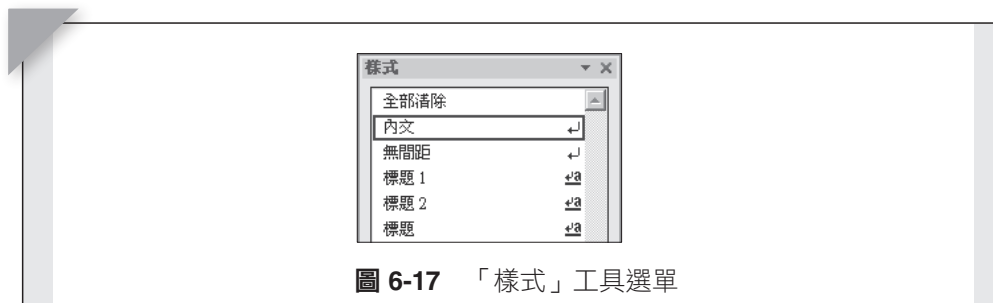 樣式
全部清除
內文
無間距
標題 1
標題 2
標題
圖 6-17 「樣式」工具選單